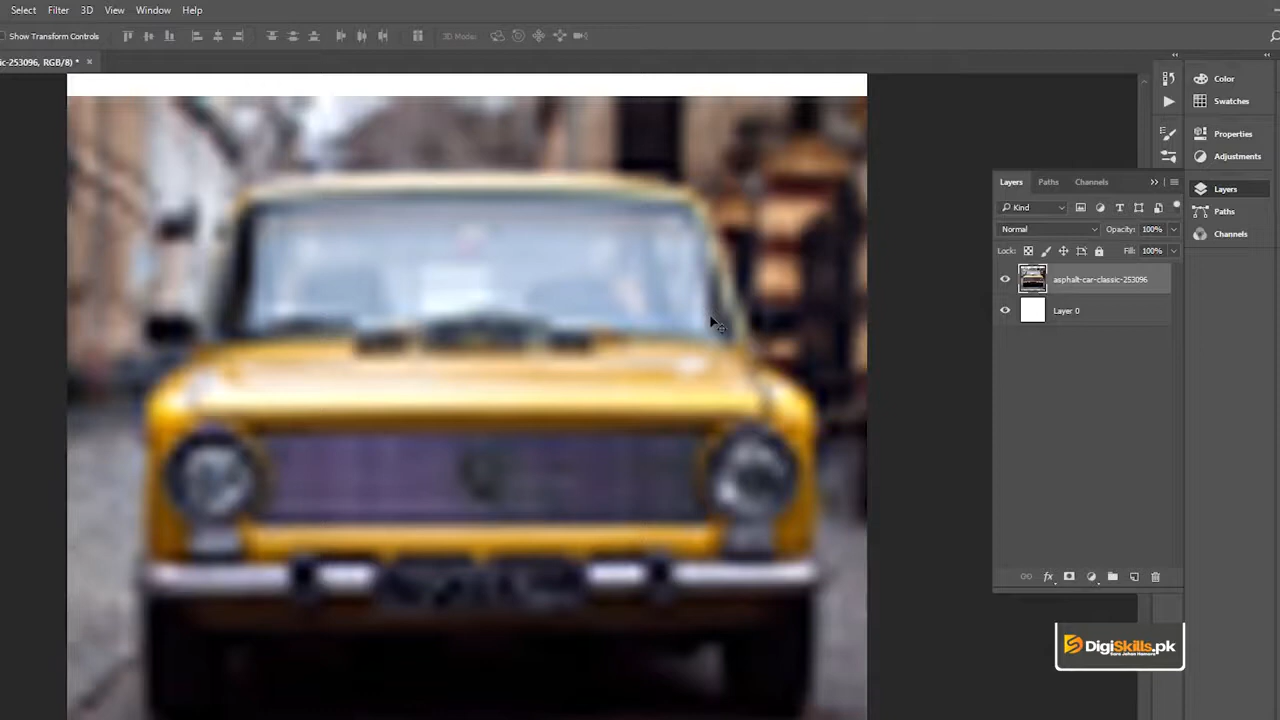 Select Filter 3D View Window Help
Show Transform Controls 3D Mode:
ic-253096, RGB/8) * ×
Color
Swatches
Properties
Adjustments
Layers
Paths
Channels
Layers Paths Channels
Kind
Normal Opacity: 100%
Lock: Fill: 100%
asphalt-car-classic-253096
Layer 0
fx
DigiSkills.pk